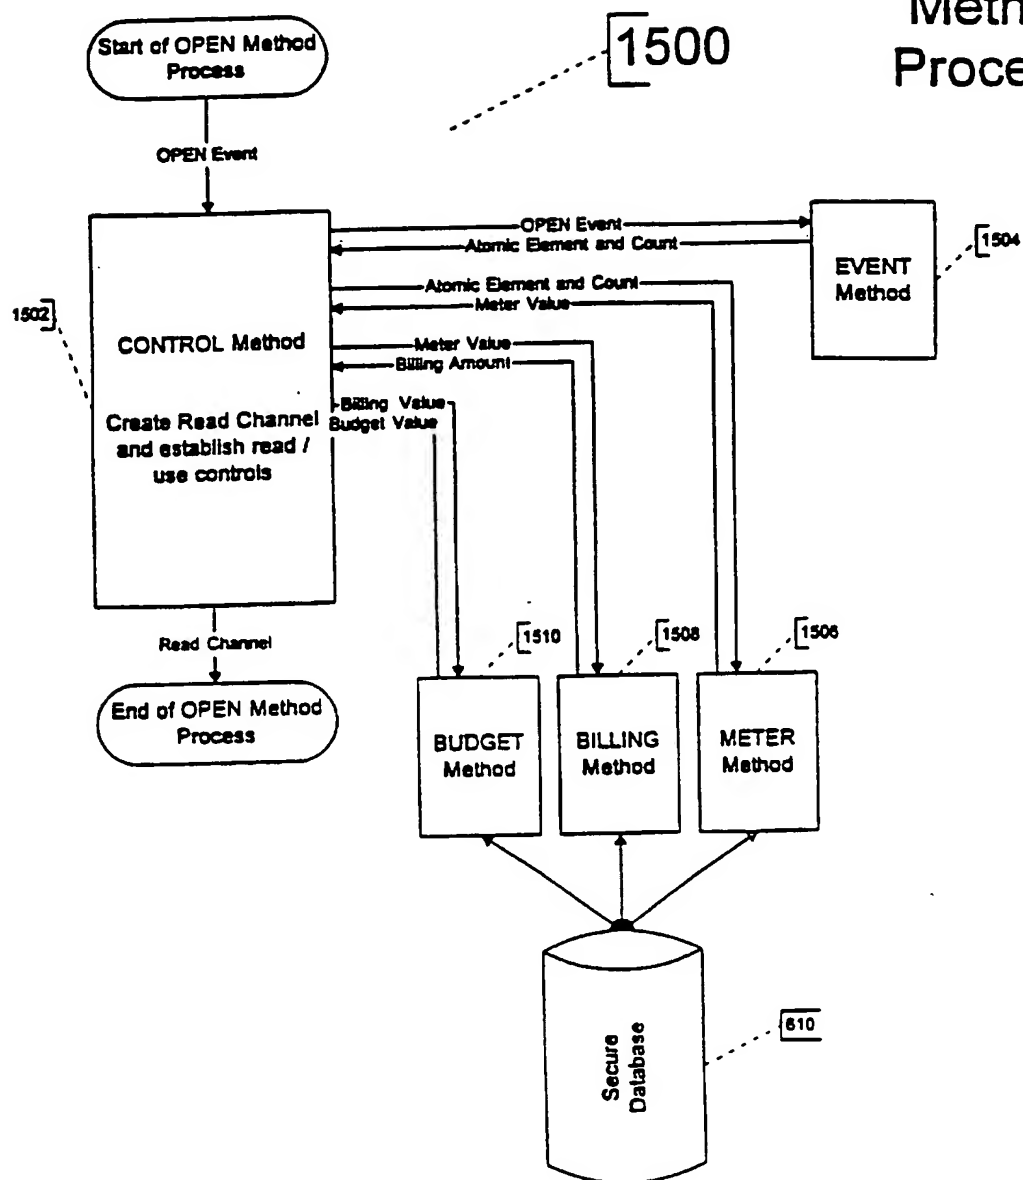 Start of OPEN Method
Process
1500
Proce
OPEN Event
OPEN Event
Atomic Element and Count
EVENT
Method
1504
1502
CONTROL Method
Create Read Channel
and establish read /
use controls
Atomic Element and Count
Meter Value
Meter Value
Billing Amount
Billing Value
Budget Value
Read Channel
End of OPEN Method
Process
1510
1508
1506
BUDGET
Method
BILLING
Method
METER
Method
Secure
Database
610